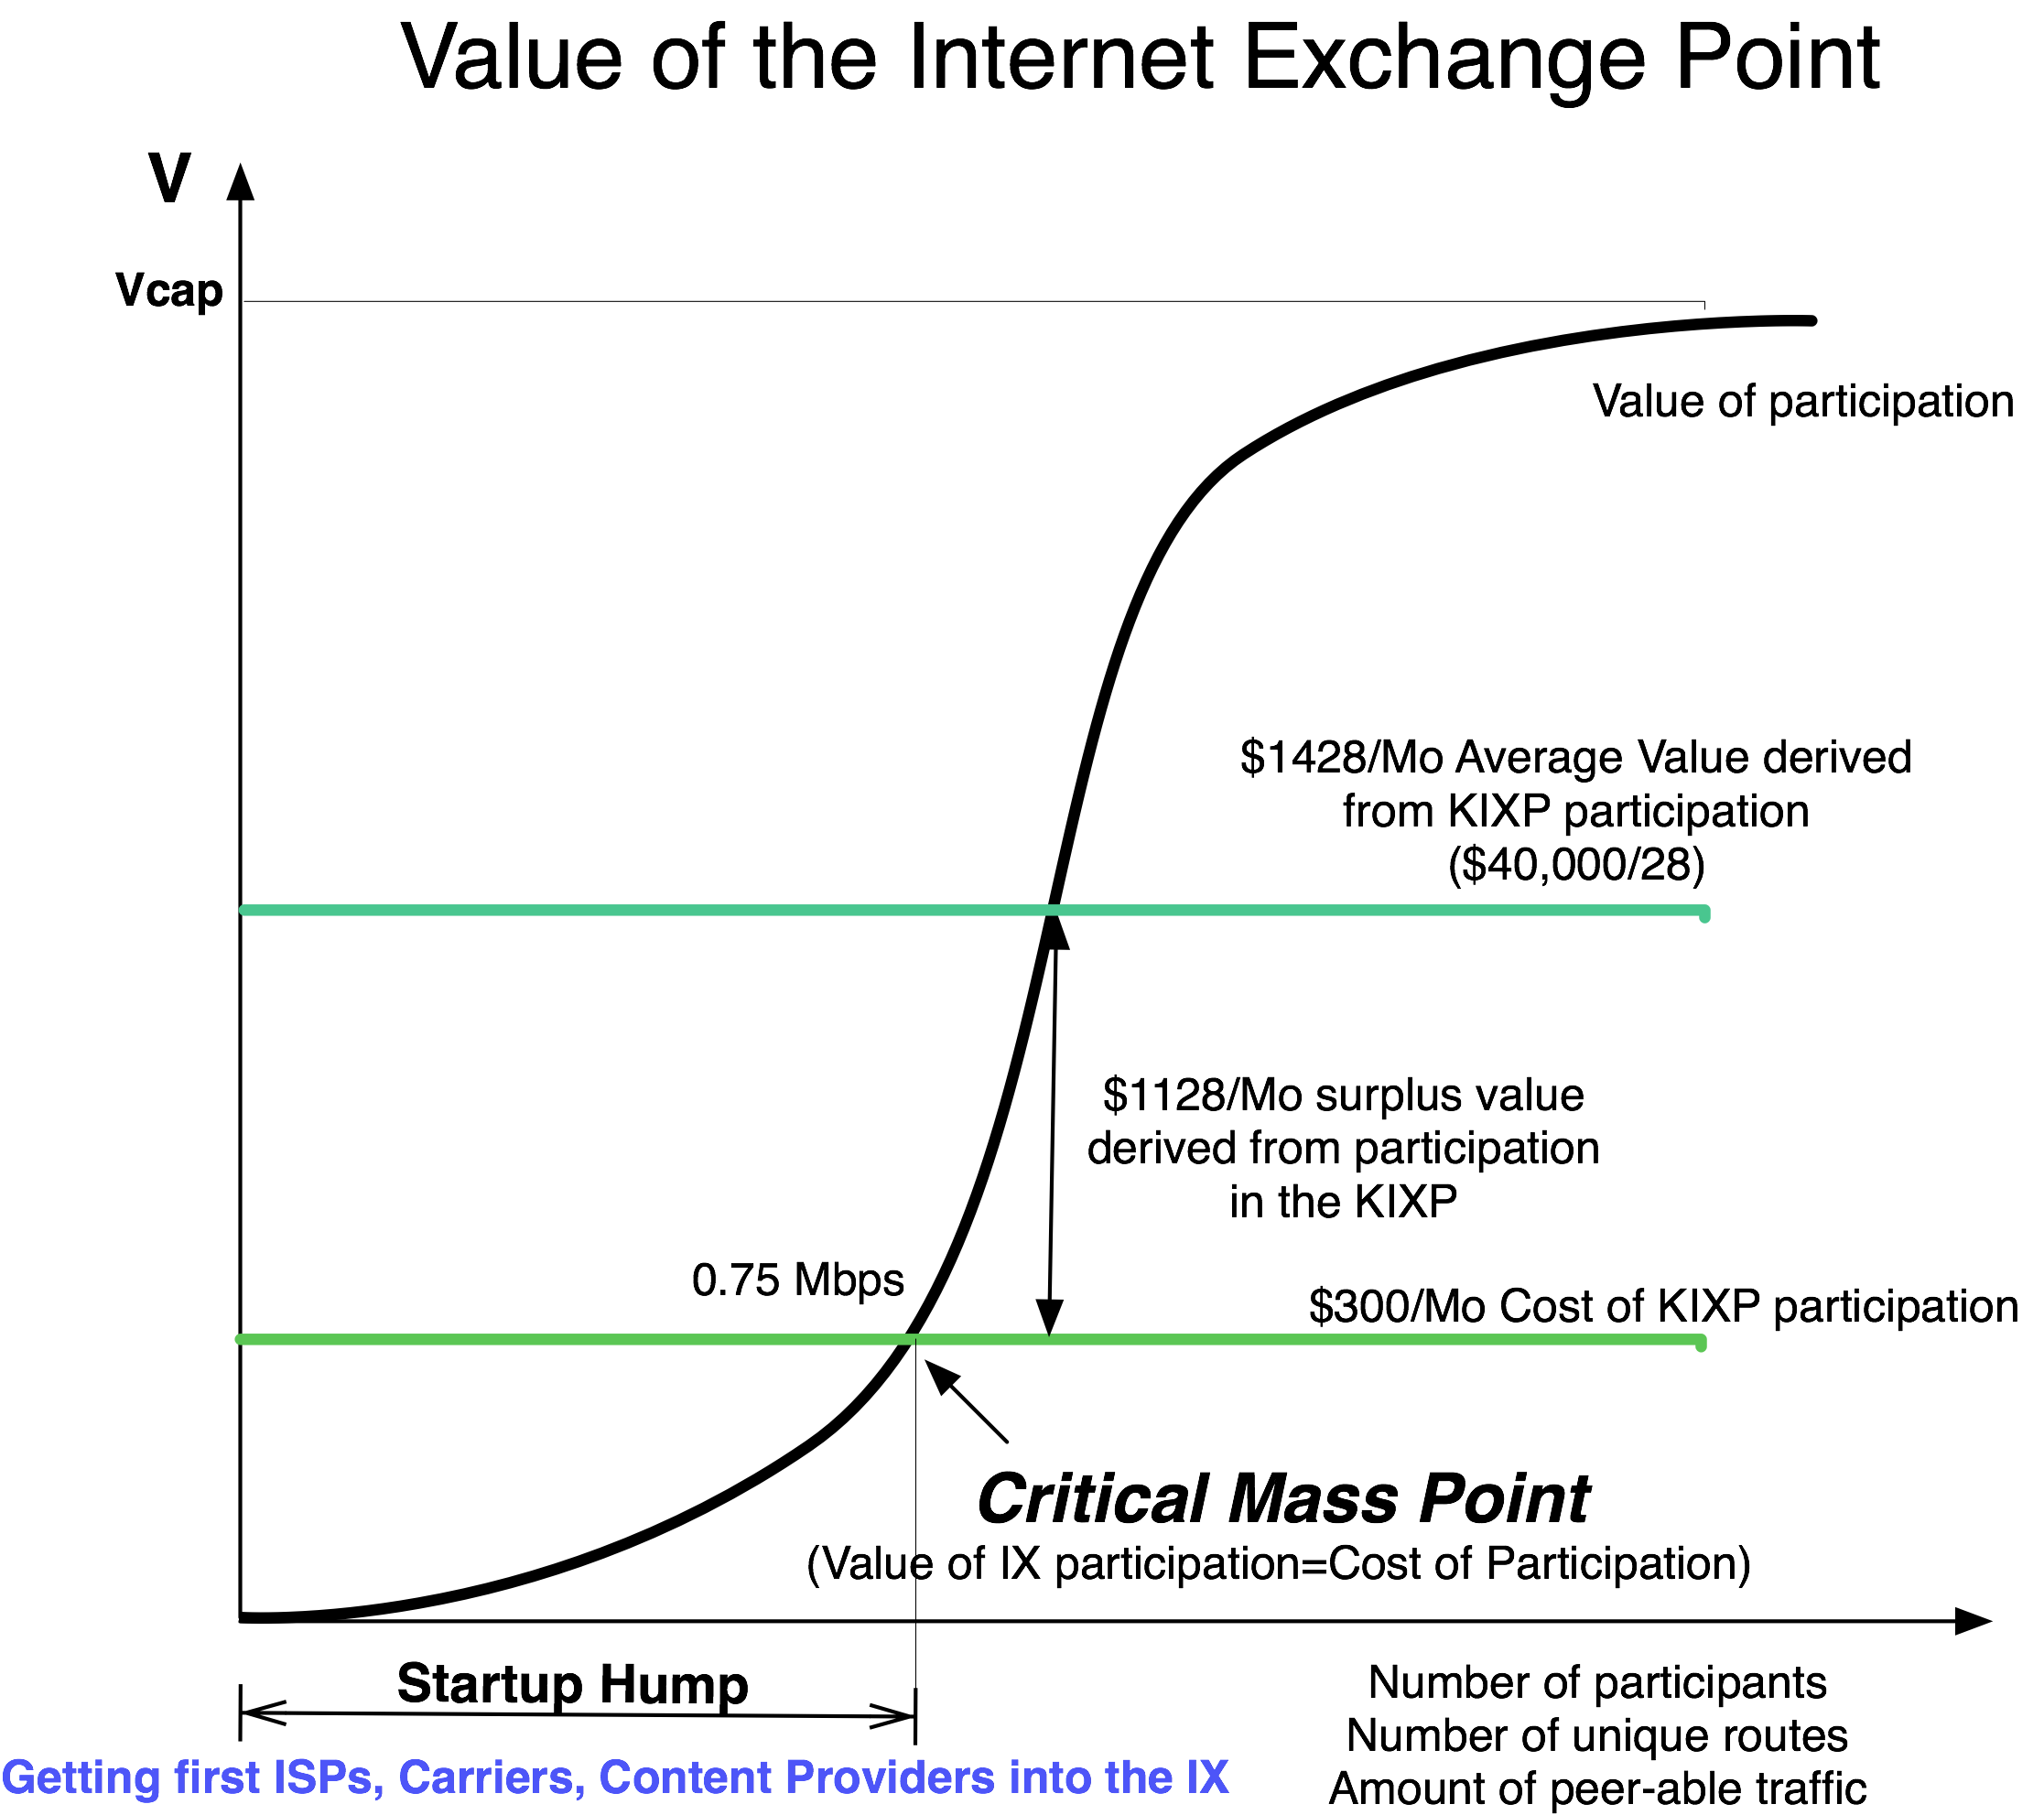 Value of the Internet Exchange Point
V
Vcap
Value of participation
$1428/Mo Average Value derived
from KIXP participation
($40,000/28)
$1128/Mo surplus value
derived from participation
in the KIXP
0.75 Mbps
$300/Mo Cost of KIXP participation
Critical Mass Point
(Value of IX participation=Cost of Participation)
Startup Hump
Number of participants
Number of unique routes
Amount of peer-able traffic
Getting first ISPs, Carriers, Content Providers into the IX